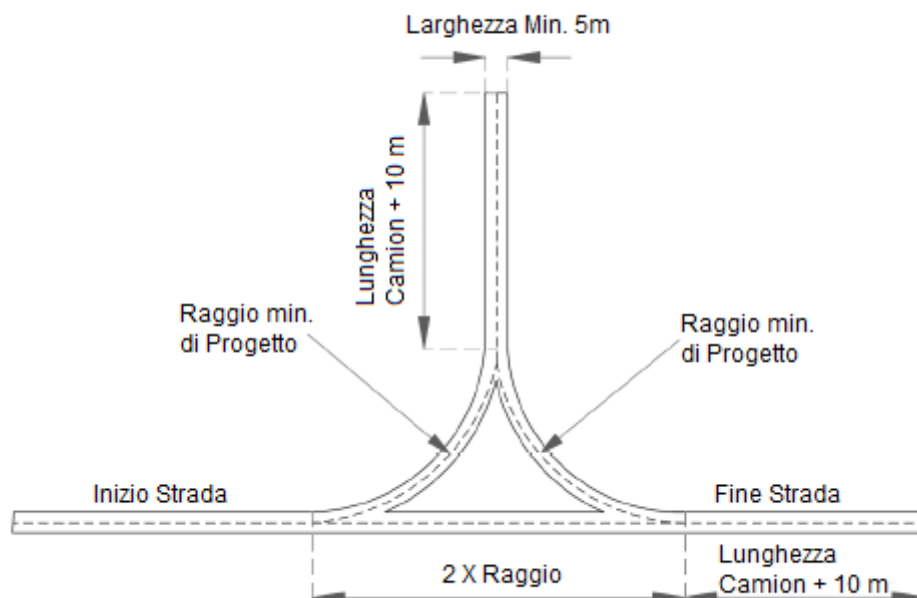 Larghezza Min. 5m
Lunghezza
Camion + 10 m
Raggio min.
di Progetto
Raggio min.
di Progetto
Inizio Strada
Fine Strada
2 X Raggio
Lunghezza
Camion + 10 m